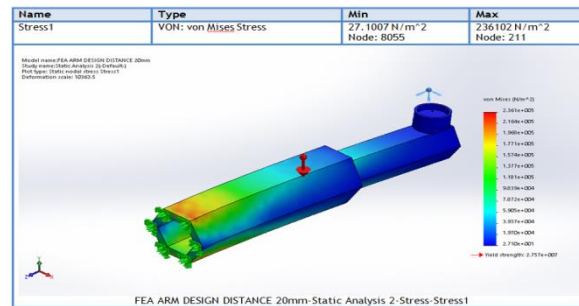 Name Type Min Max
Stress1 VON: von Mises Stress 27.1007 N/m^2 236102 N/m^2
Node: 8055 Node: 211
Model name:FEA ARM DESIGN DISTANCE 20mm
Study name:Static Analysis 2(-Default-)
Plot type: Static nodal stress Stress1
Deformation scale: 10363.5
von Mises (N/m^2)
2.361e+005
2.164e+005
1.968e+005
1.771e+005
1.574e+005
1.377e+005
1.181e+005
9.839e+004
7.872e+004
5.905e+004
3.937e+004
1.970e+004
2.710e+001
Yield strength: 2.757e+007
FEA ARM DESIGN DISTANCE 20mm-Static Analysis 2-Stress-Stress1